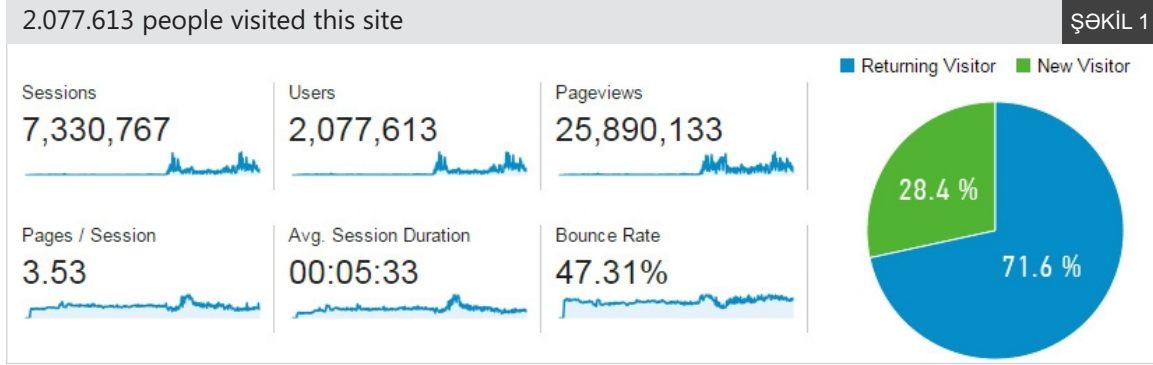 2.077.613 people visited this site
ŞƏKİL 1
Returning Visitor New Visitor
Sessions
7,330,767
Users
2,077,613
Pageviews
25,890,133
Pages / Session
3.53
Avg. Session Duration
00:05:33
Bounce Rate
47.31%
28.4 %
71.6 %